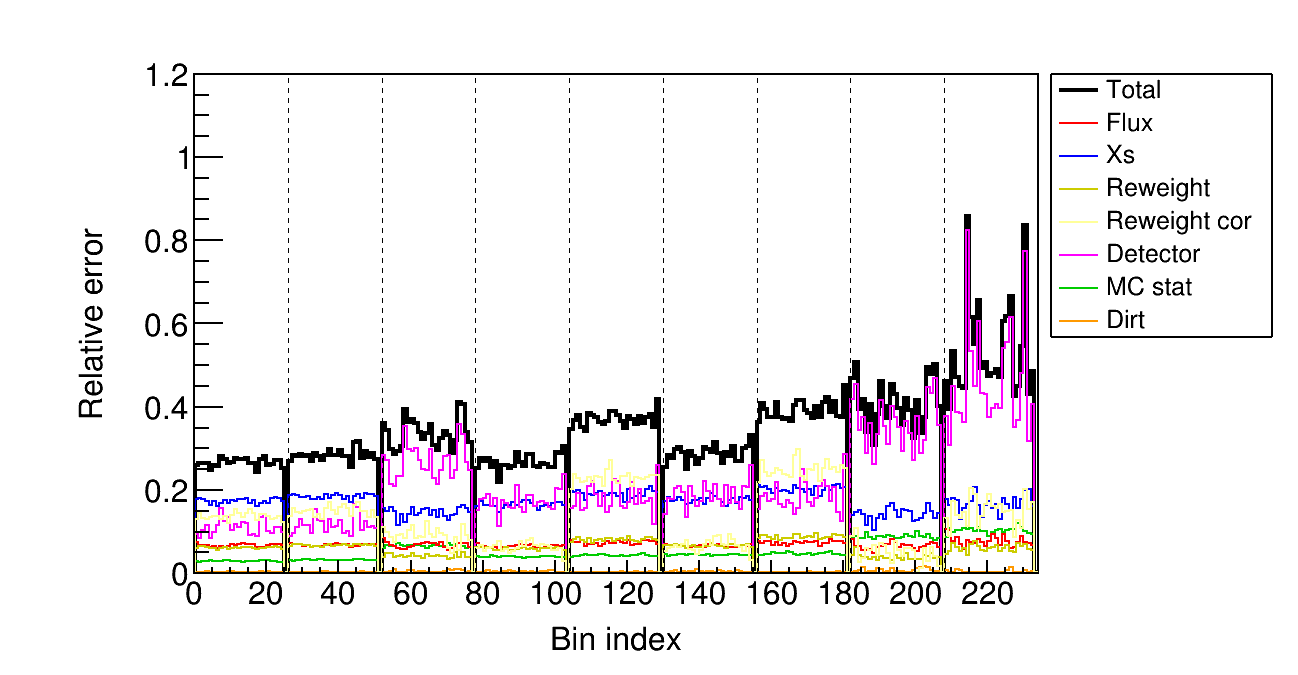 1.2
1
0.8
0.6
0.4
0.2
0
Relative error
0 20 40 60 80 100 120 140 160 180 200 220
Bin index
Total
Flux
Xs
Reweight
Reweight cor
Detector
MC stat
Dirt